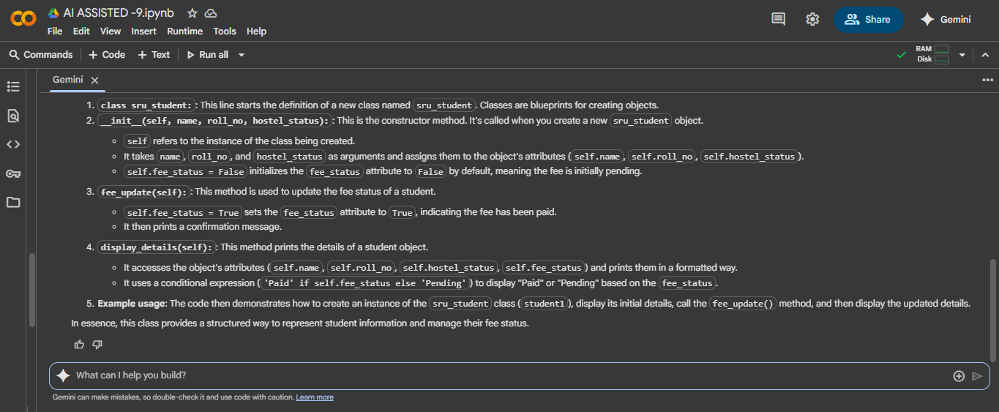 AI ASSISTED -9.ipynb
File Edit View Insert Runtime Tools Help
Share
Gemini
Commands + Code + Text Run all
RAM
Disk
Gemini
1. class sru_student: : This line starts the definition of a new class named sru_student. Classes are blueprints for creating objects.
2. __init__(self, name, roll_no, hostel_status): : This is the constructor method. It's called when you create a new sru_student object.
self refers to the instance of the class being created.
It takes name, roll_no, and hostel_status as arguments and assigns them to the object's attributes (self.name, self.roll_no, self.hostel_status).
self.fee_status = False initializes the fee_status attribute to False by default, meaning the fee is initially pending.
3. fee_update(self): : This method is used to update the fee status of a student.
self.fee_status = True sets the fee_status attribute to True, indicating the fee has been paid.
It then prints a confirmation message.
4. display_details(self): : This method prints the details of a student object.
It accesses the object's attributes (self.name, self.roll_no, self.hostel_status, self.fee_status) and prints them in a formatted way.
It uses a conditional expression ('Paid' if self.fee_status else 'Pending') to display "Paid" or "Pending" based on the fee_status.
5. Example usage: The code then demonstrates how to create an instance of the sru_student class (student1), display its initial details, call the fee_update() method, and then display the updated details.
In essence, this class provides a structured way to represent student information and manage their fee status.
What can I help you build?
Gemini can make mistakes, so double-check it and use code with caution. Learn more